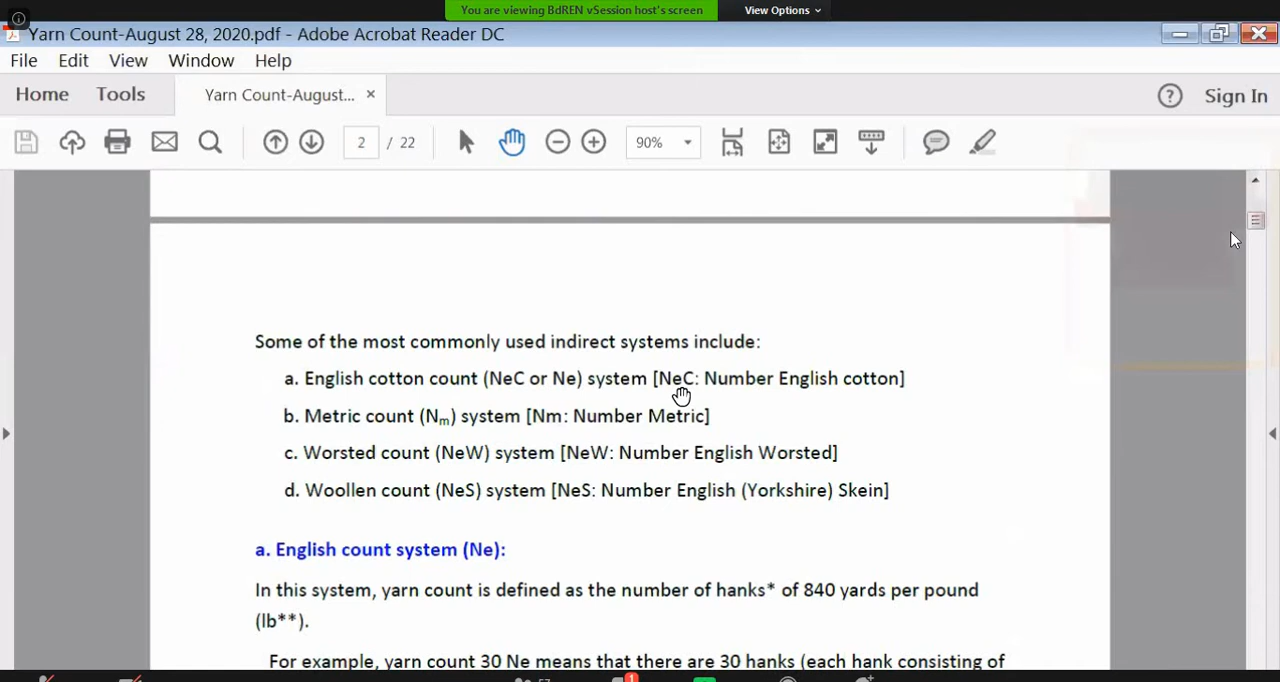 You are viewing BdREN vSession host's screen
View Options
Yarn Count-August 28, 2020.pdf - Adobe Acrobat Reader DC
File Edit View Window Help
Home Tools Yarn Count-August... × Sign In
2 / 22 90%
Some of the most commonly used indirect systems include:
a. English cotton count (NeC or Ne) system [NeC: Number English cotton]
b. Metric count (Nm) system [Nm: Number Metric]
c. Worsted count (NeW) system [NeW: Number English Worsted]
d. Woollen count (NeS) system [NeS: Number English (Yorkshire) Skein]
a. English count system (Ne):
In this system, yarn count is defined as the number of hanks* of 840 yards per pound
(lb**).
For example, yarn count 30 Ne means that there are 30 hanks (each hank consisting of
1